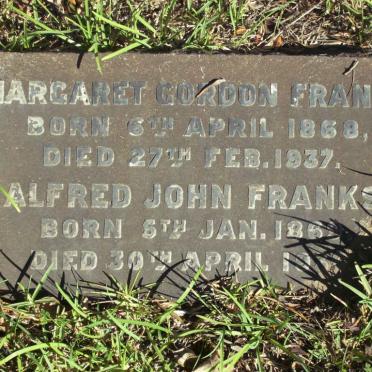 MARGARET GORDON FRANKS
BORN 6TH APRIL 1868,
DIED 27TH FEB. 1937.
ALFRED JOHN FRANKS
BORN 5TH JAN.
DIED 30TH APRIL